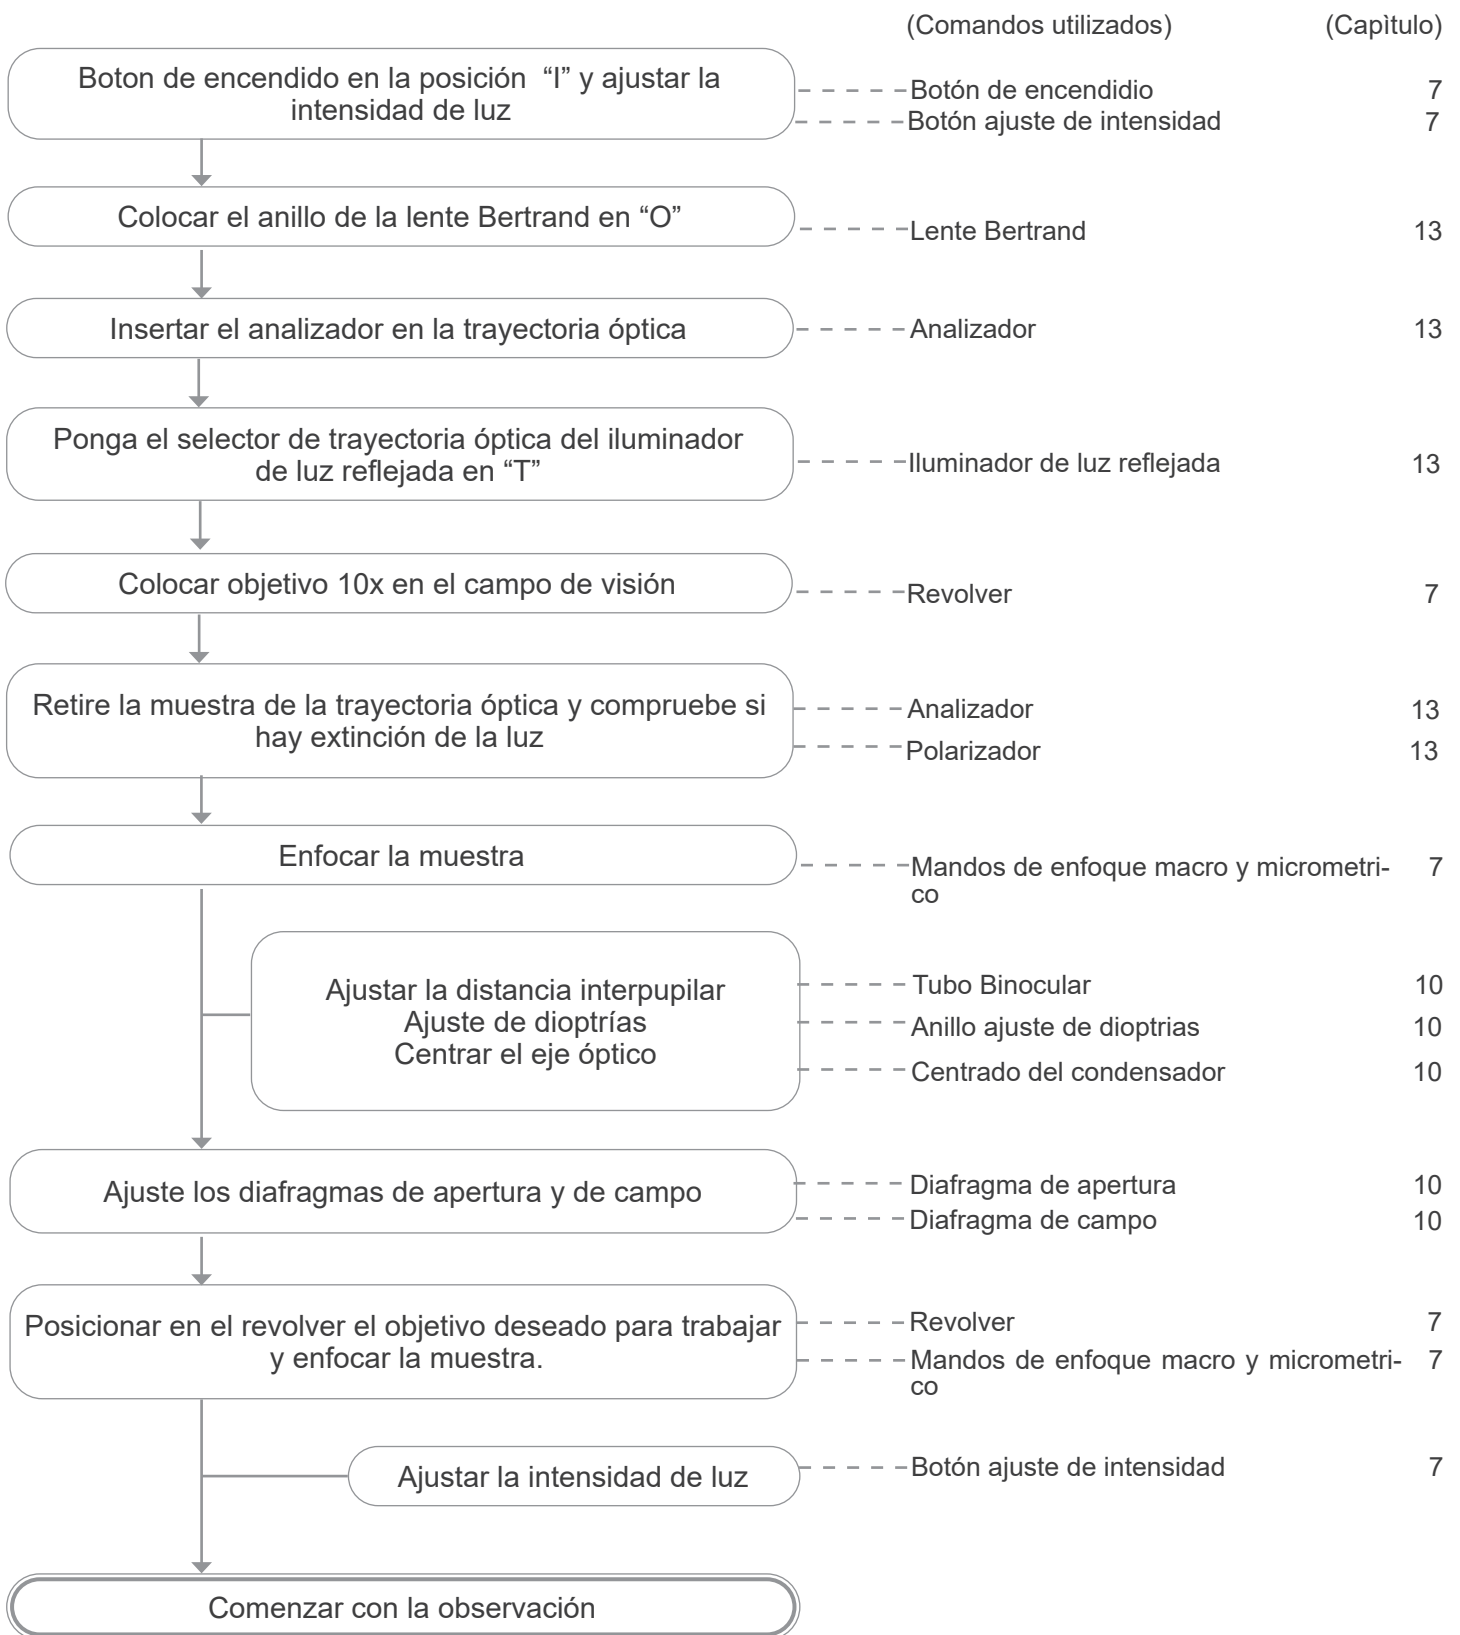 (Comandos utilizados) (Capìtulo)
Boton de encendido en la posición “I” y ajustar la
intensidad de luz
Botón de encendidio 7
Botón ajuste de intensidad 7
Colocar el anillo de la lente Bertrand en “O”
Lente Bertrand 13
Insertar el analizador en la trayectoria óptica
Analizador 13
Ponga el selector de trayectoria óptica del iluminador
de luz reflejada en “T”
Iluminador de luz reflejada 13
Colocar objetivo 10x en el campo de visión
Revolver 7
Retire la muestra de la trayectoria óptica y compruebe si
hay extinción de la luz
Analizador 13
Polarizador 13
Enfocar la muestra
Mandos de enfoque macro y micrometri- 7
co
Ajustar la distancia interpupilar
Ajuste de dioptrías
Centrar el eje óptico
Tubo Binocular 10
Anillo ajuste de dioptrias 10
Centrado del condensador 10
Ajuste los diafragmas de apertura y de campo
Diafragma de apertura 10
Diafragma de campo 10
Posicionar en el revolver el objetivo deseado para trabajar
y enfocar la muestra.
Revolver 7
Mandos de enfoque macro y micrometri- 7
co
Ajustar la intensidad de luz
Botón ajuste de intensidad 7
Comenzar con la observación